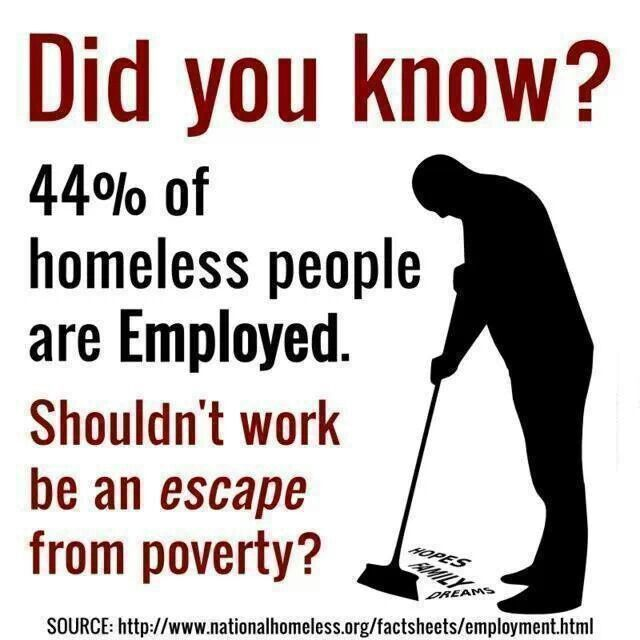 Did you know?
44% of
homeless people
are Employed.
Shouldn't work
be an escape
from poverty?
HOPES
FAMILY
DREAMS
SOURCE: http://www.nationalhomeless.org/factsheets/employment.html